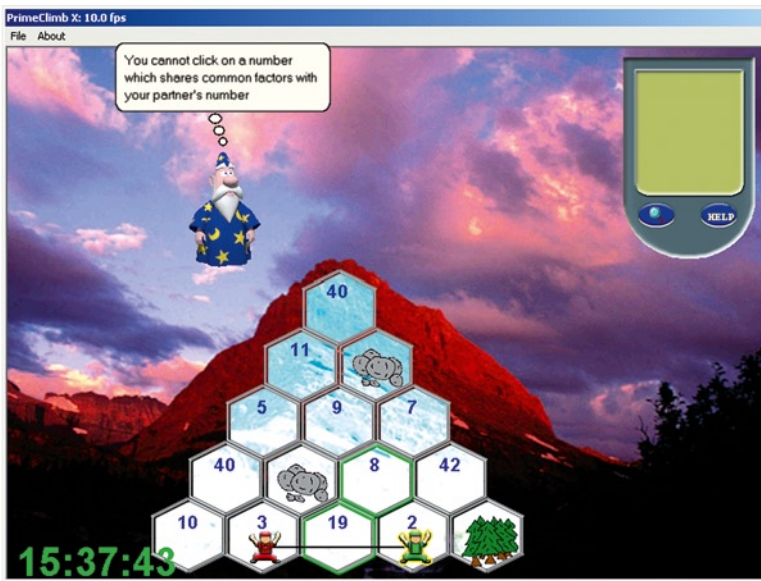 PrimeClimb X: 10.0 fps
File About
You cannot click on a number
which shares common factors with
your partner's number
HELP
40
11
5 9 7
40 8 42
10 3 19 2
15:37:43